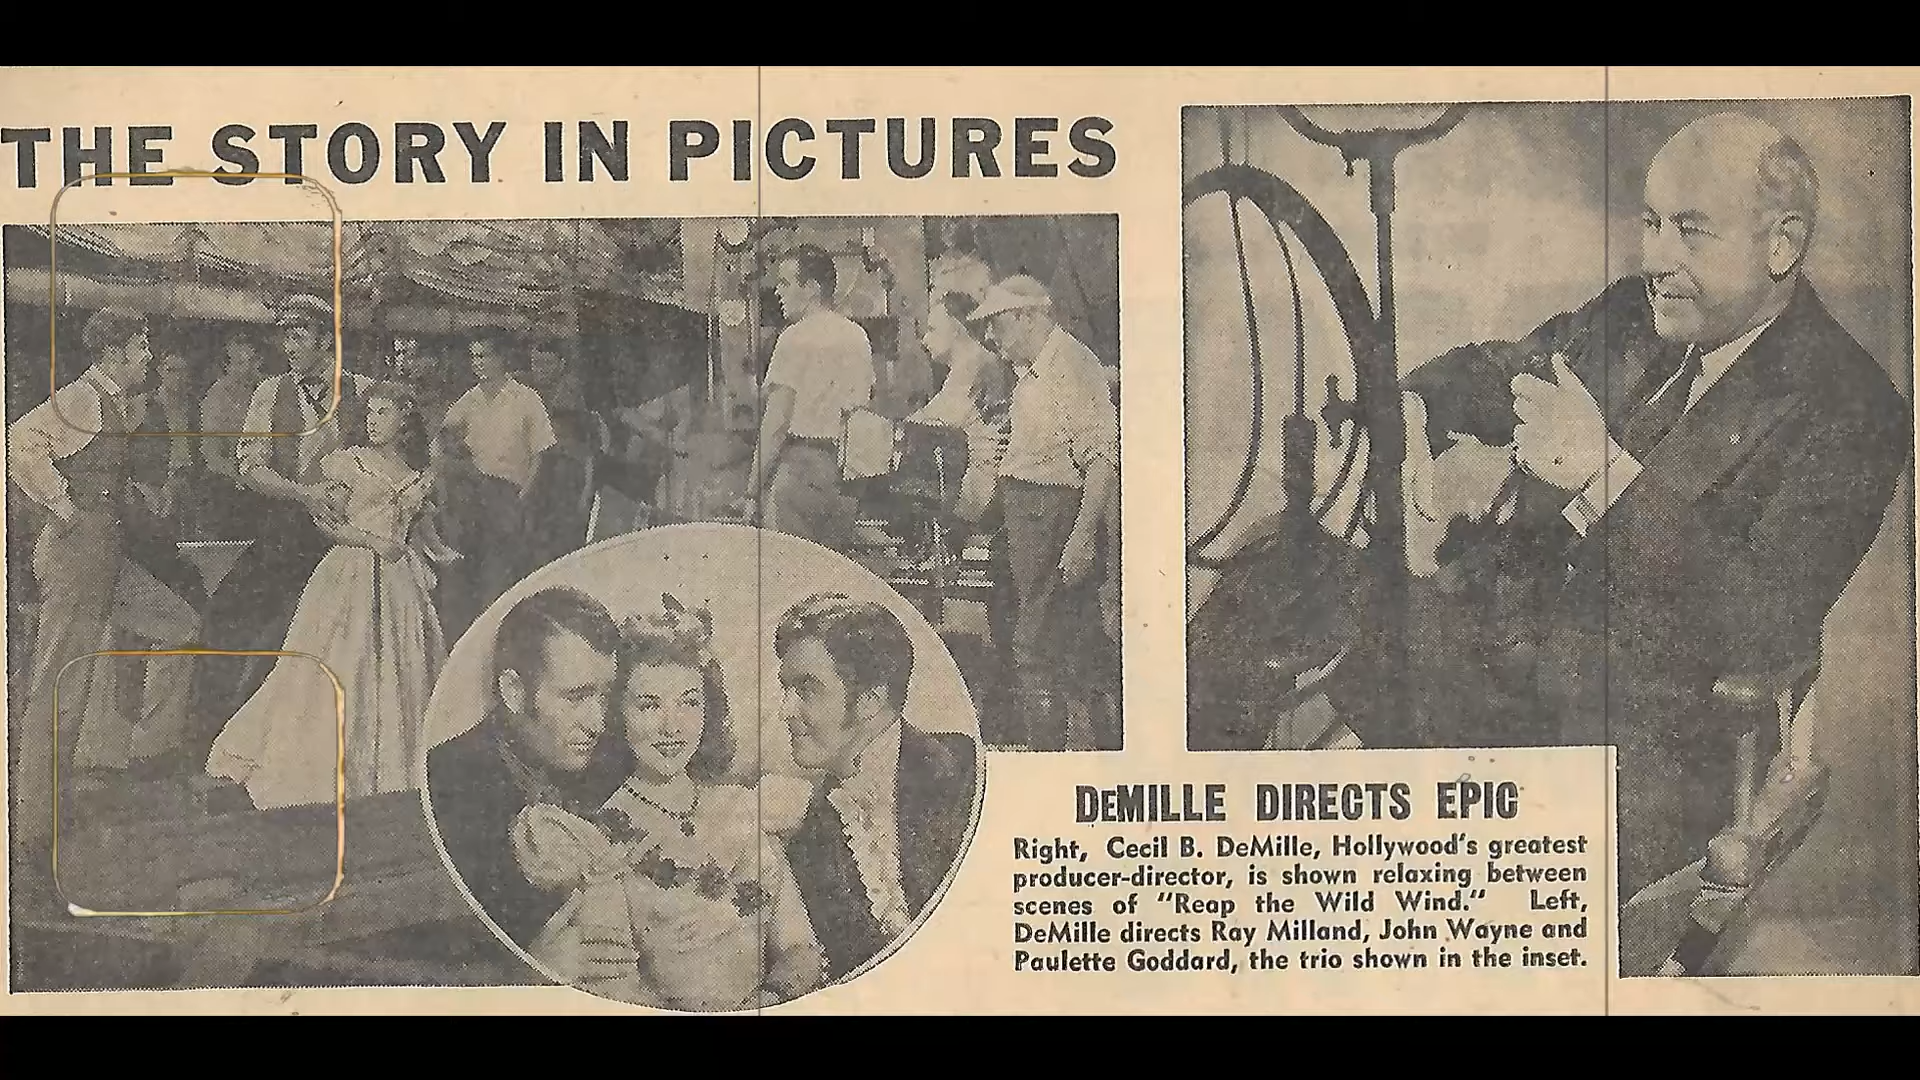 THE STORY IN PICTURES
DEMILLE DIRECTS EPIC
Right, Cecil B. DeMille, Hollywood's greatest
producer-director, is shown relaxing between
scenes of "Reap the Wild Wind." Left,
DeMille directs Ray Milland, John Wayne and
Paulette Goddard, the trio shown in the inset.